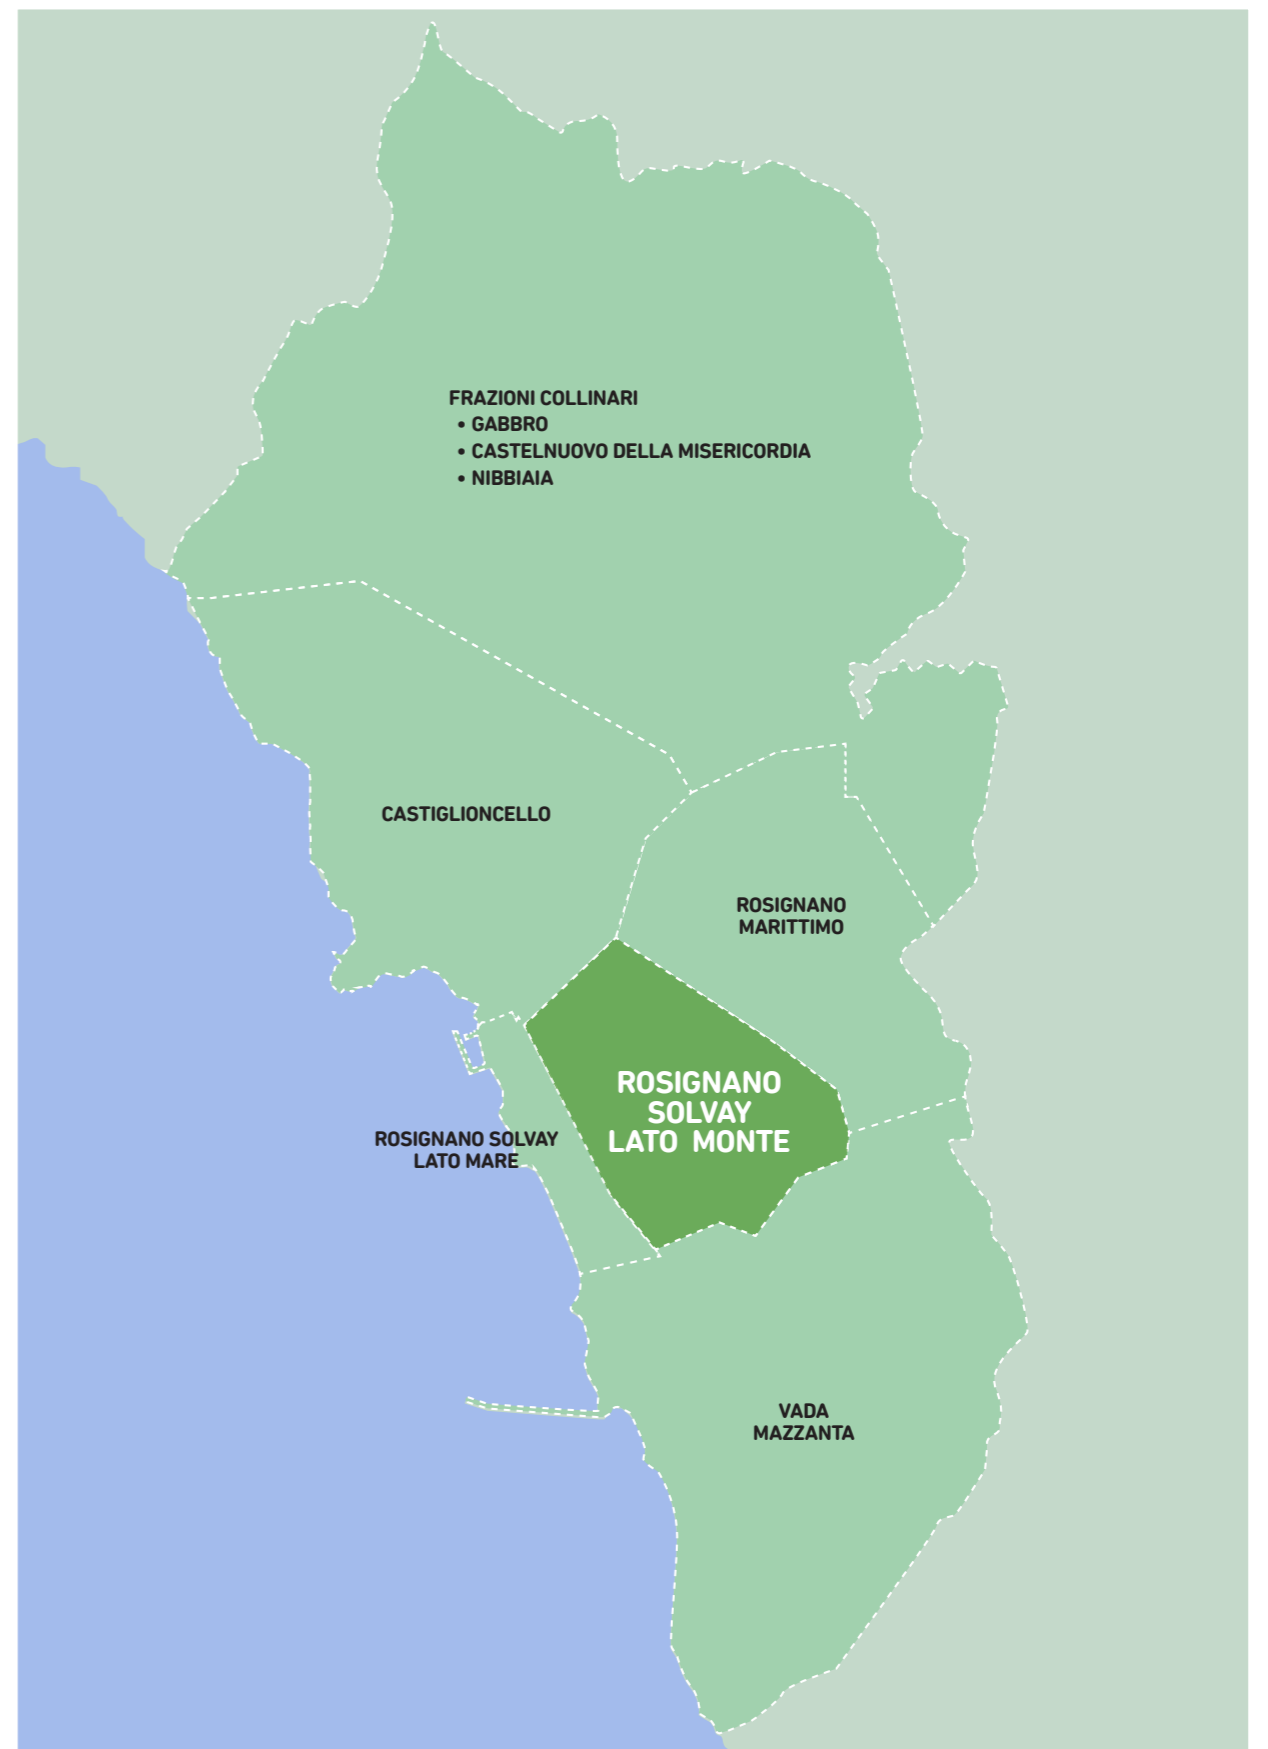 FRAZIONI COLLINARI
• GABBRO
• CASTELNUOVO DELLA MISERICORDIA
• NIBBIAIA
CASTIGLIONCELLO
ROSIGNANO
MARITTIMO
ROSIGNANO
SOLVAY
LATO MONTE
ROSIGNANO SOLVAY
LATO MARE
VADA
MAZZANTA